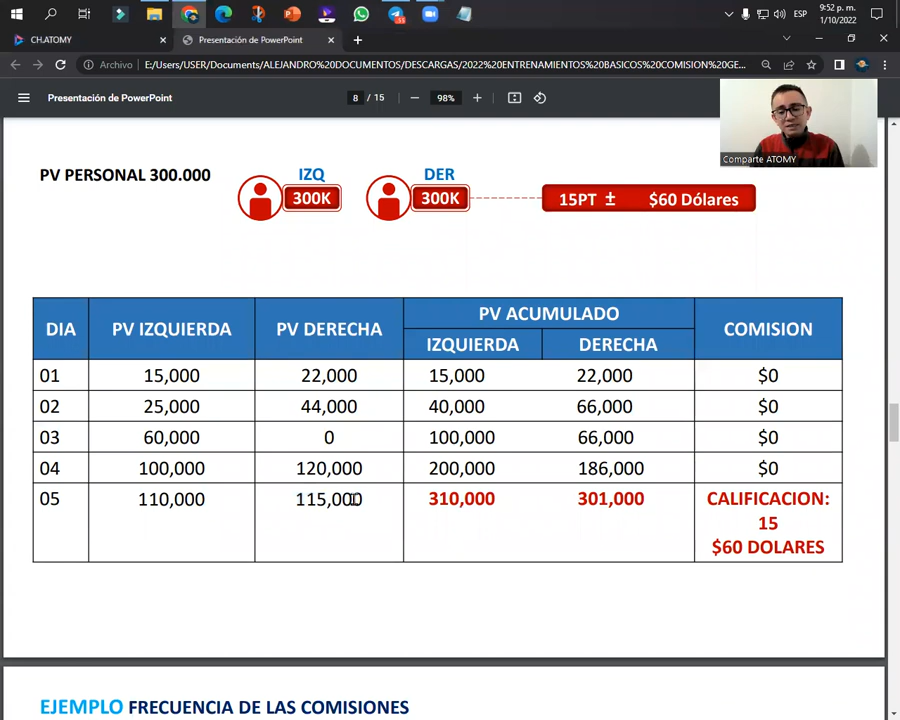 9:52 p. m.
ESP
1/10/2022
CH.ATOMY
Presentación de PowerPoint
Archivo
E:/Users/USER/Documents/ALEJANDRO%20DOCUMENTOS/DESCARGAS/2022%20ENTRENAMIENTOS%20BASICOS%20COMISION%20GE...
Presentación de PowerPoint
8 / 15
98%
Comparte ATOMY
PV PERSONAL 300.000
IZQ
DER
300K
300K
15PT ± $60 Dólares
DIA
PV IZQUIERDA
PV DERECHA
PV ACUMULADO
COMISION
IZQUIERDA
DERECHA
01 15,000 22,000 15,000 22,000 $0
02 25,000 44,000 40,000 66,000 $0
03 60,000 0 100,000 66,000 $0
04 100,000 120,000 200,000 186,000 $0
05 110,000 115,000 310,000 301,000 CALIFICACION:
15
$60 DOLARES
EJEMPLO FRECUENCIA DE LAS COMISIONES